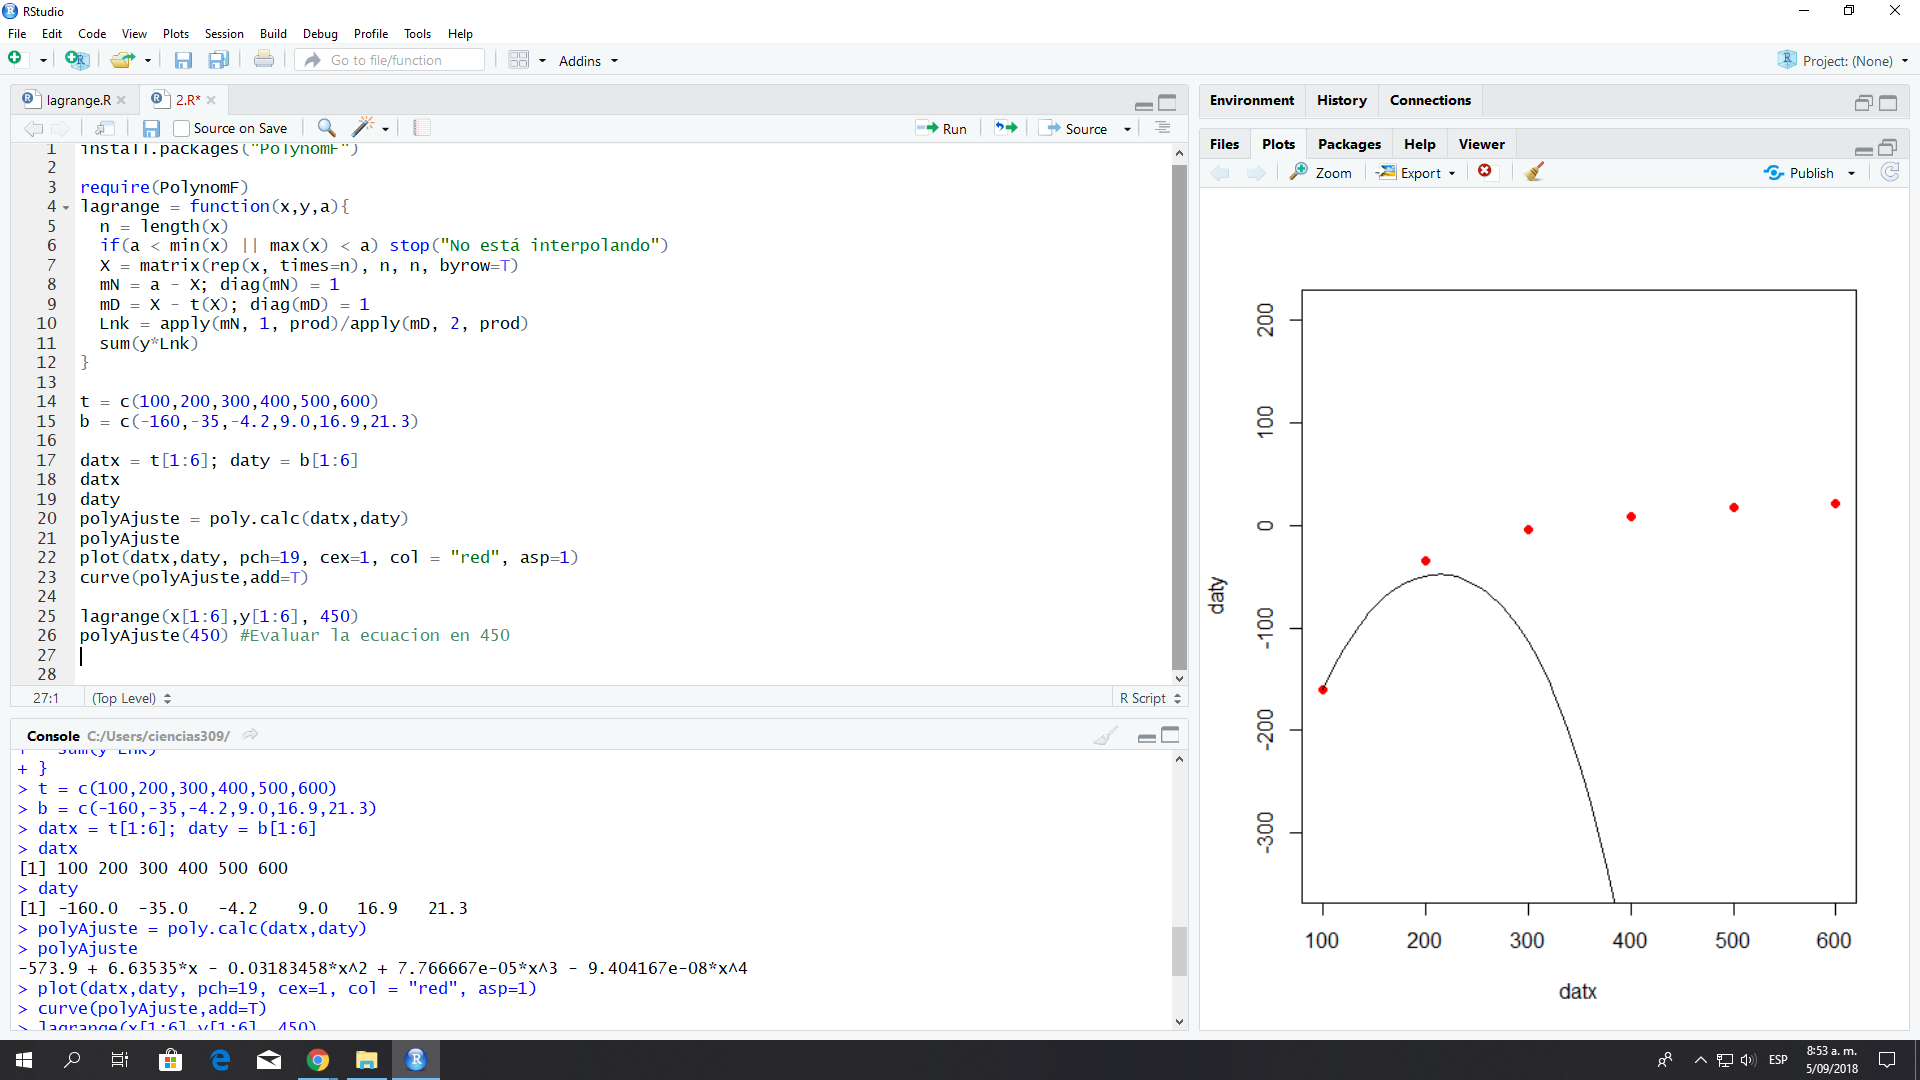 RStudio
File Edit Code View Plots Session Build Debug Profile Tools Help
Go to file/function Addins Project: (None)
lagrange.R 2.R*
Source on Save Run Source
1 install.packages("PolynomF")
2
3 require(PolynomF)
4 lagrange = function(x,y,a){
5 n = length(x)
6 if(a < min(x) || max(x) < a) stop("No está interpolando")
7 X = matrix(rep(x, times=n), n, n, byrow=T)
8 mN = a - X; diag(mN) = 1
9 mD = X - t(X); diag(mD) = 1
10 Lnk = apply(mN, 1, prod)/apply(mD, 2, prod)
11 sum(y*Lnk)
12 }
13
14 t = c(100,200,300,400,500,600)
15 b = c(-160,-35,-4.2,9.0,16.9,21.3)
16
17 datx = t[1:6]; daty = b[1:6]
18 datx
19 daty
20 polyAjuste = poly.calc(datx,daty)
21 polyAjuste
22 plot(datx,daty, pch=19, cex=1, col = "red", asp=1)
23 curve(polyAjuste,add=T)
24
25 lagrange(x[1:6],y[1:6], 450)
26 polyAjuste(450) #Evaluar la ecuacion en 450
27
28
27:1 (Top Level) R Script
Console C:/Users/ciencias309/
+ sum(y*Lnk)
+ }
> t = c(100,200,300,400,500,600)
> b = c(-160,-35,-4.2,9.0,16.9,21.3)
> datx = t[1:6]; daty = b[1:6]
> datx
[1] 100 200 300 400 500 600
> daty
[1] -160.0 -35.0 -4.2 9.0 16.9 21.3
> polyAjuste = poly.calc(datx,daty)
> polyAjuste
-573.9 + 6.63535*x - 0.03183458*x^2 + 7.766667e-05*x^3 - 9.404167e-08*x^4
> plot(datx,daty, pch=19, cex=1, col = "red", asp=1)
> curve(polyAjuste,add=T)
> lagrange(x[1:6],y[1:6], 450)
Environment History Connections
Files Plots Packages Help Viewer
Zoom Export Publish
200
100
0
-100
-200
-300
daty
100 200 300 400 500 600
datx
ESP
8:53 a. m.
5/09/2018